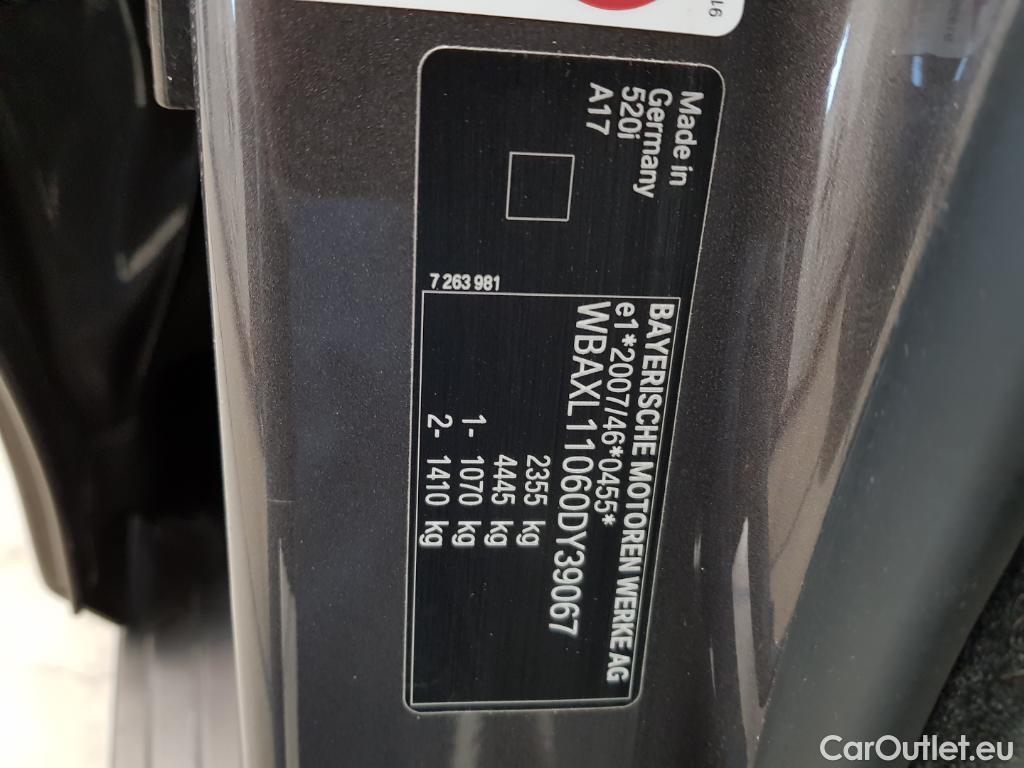 Made in
Germany
520i
A17
7 263 981
BAYERISCHE MOTOREN WERKE AG
e1*2007/46*0455*
WBAXL11060DY39067
2355 kg
4445 kg
1- 1070 kg
2- 1410 kg
CarOutlet.eu